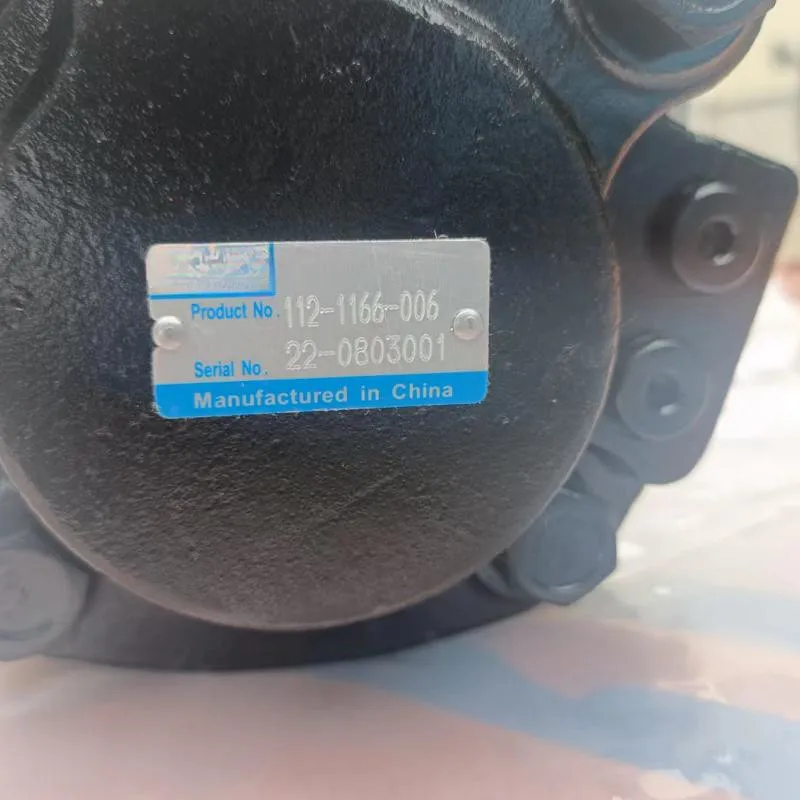 Product No. 112-1166-006
Serial No. 22-0803001
Manufactured in China